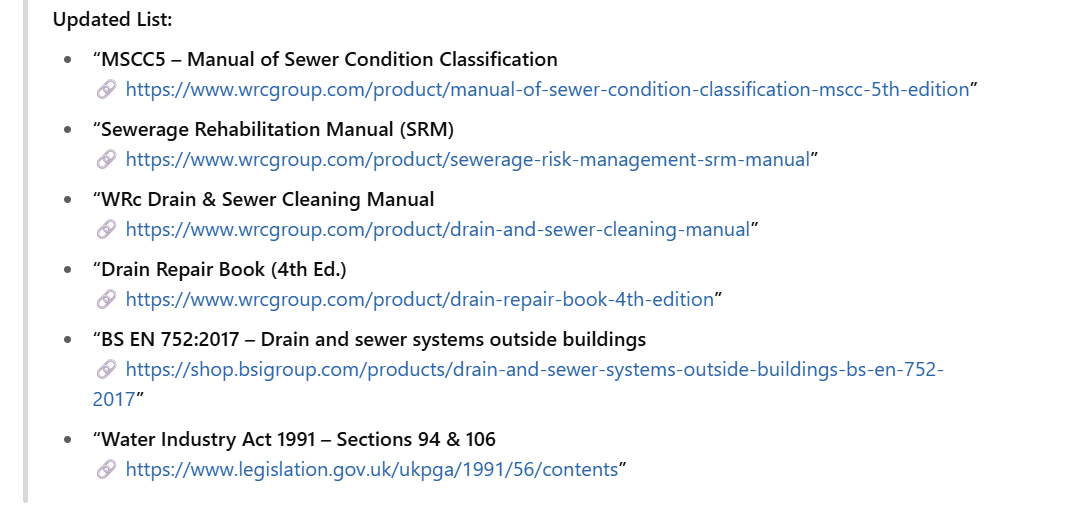 Updated List:
“MSCC5 – Manual of Sewer Condition Classification
https://www.wrcgroup.com/product/manual-of-sewer-condition-classification-mscc-5th-edition”
“Sewerage Rehabilitation Manual (SRM)
https://www.wrcgroup.com/product/sewerage-risk-management-srm-manual”
“WRc Drain & Sewer Cleaning Manual
https://www.wrcgroup.com/product/drain-and-sewer-cleaning-manual”
“Drain Repair Book (4th Ed.)
https://www.wrcgroup.com/product/drain-repair-book-4th-edition”
“BS EN 752:2017 – Drain and sewer systems outside buildings
https://shop.bsigroup.com/products/drain-and-sewer-systems-outside-buildings-bs-en-752-
2017”
“Water Industry Act 1991 – Sections 94 & 106
https://www.legislation.gov.uk/ukpga/1991/56/contents”